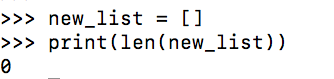 >>> new_list = []
>>> print(len(new_list))
0